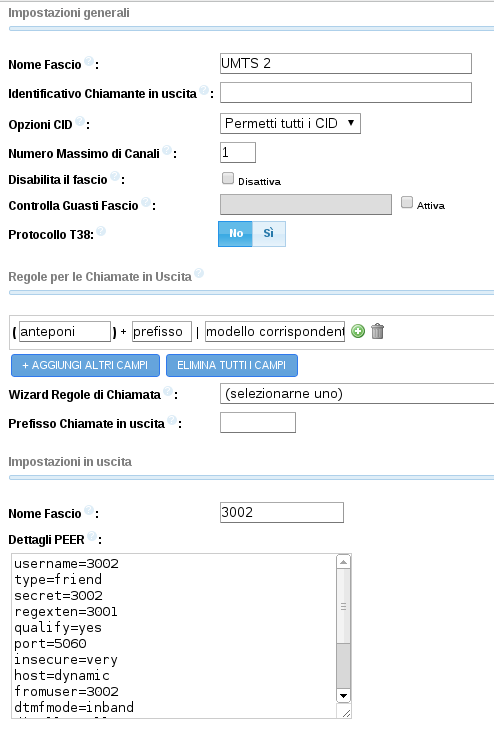 Impostazioni generali
Nome Fascio ? : UMTS 2
Identificativo Chiamante in uscita ? :
Opzioni CID ? : Permetti tutti i CID ▼
Numero Massimo di Canali ? : 1
Disabilita il fascio ? : Disattiva
Controlla Guasti Fascio ? : Attiva
Protocollo T38: ? No Sì
Regole per le Chiamate in Uscita ?
( anteponi ) + prefisso | modello corrispondent
+ AGGIUNGI ALTRI CAMPI ELIMINA TUTTI I CAMPI
Wizard Regole di Chiamata ? : (selezionarne uno)
Prefisso Chiamate in uscita ? :
Impostazioni in uscita
Nome Fascio ? : 3002
Dettagli PEER ? :
username=3002
type=friend
secret=3002
regexten=3001
qualify=yes
port=5060
insecure=very
host=dynamic
fromuser=3002
dtmfmode=inband